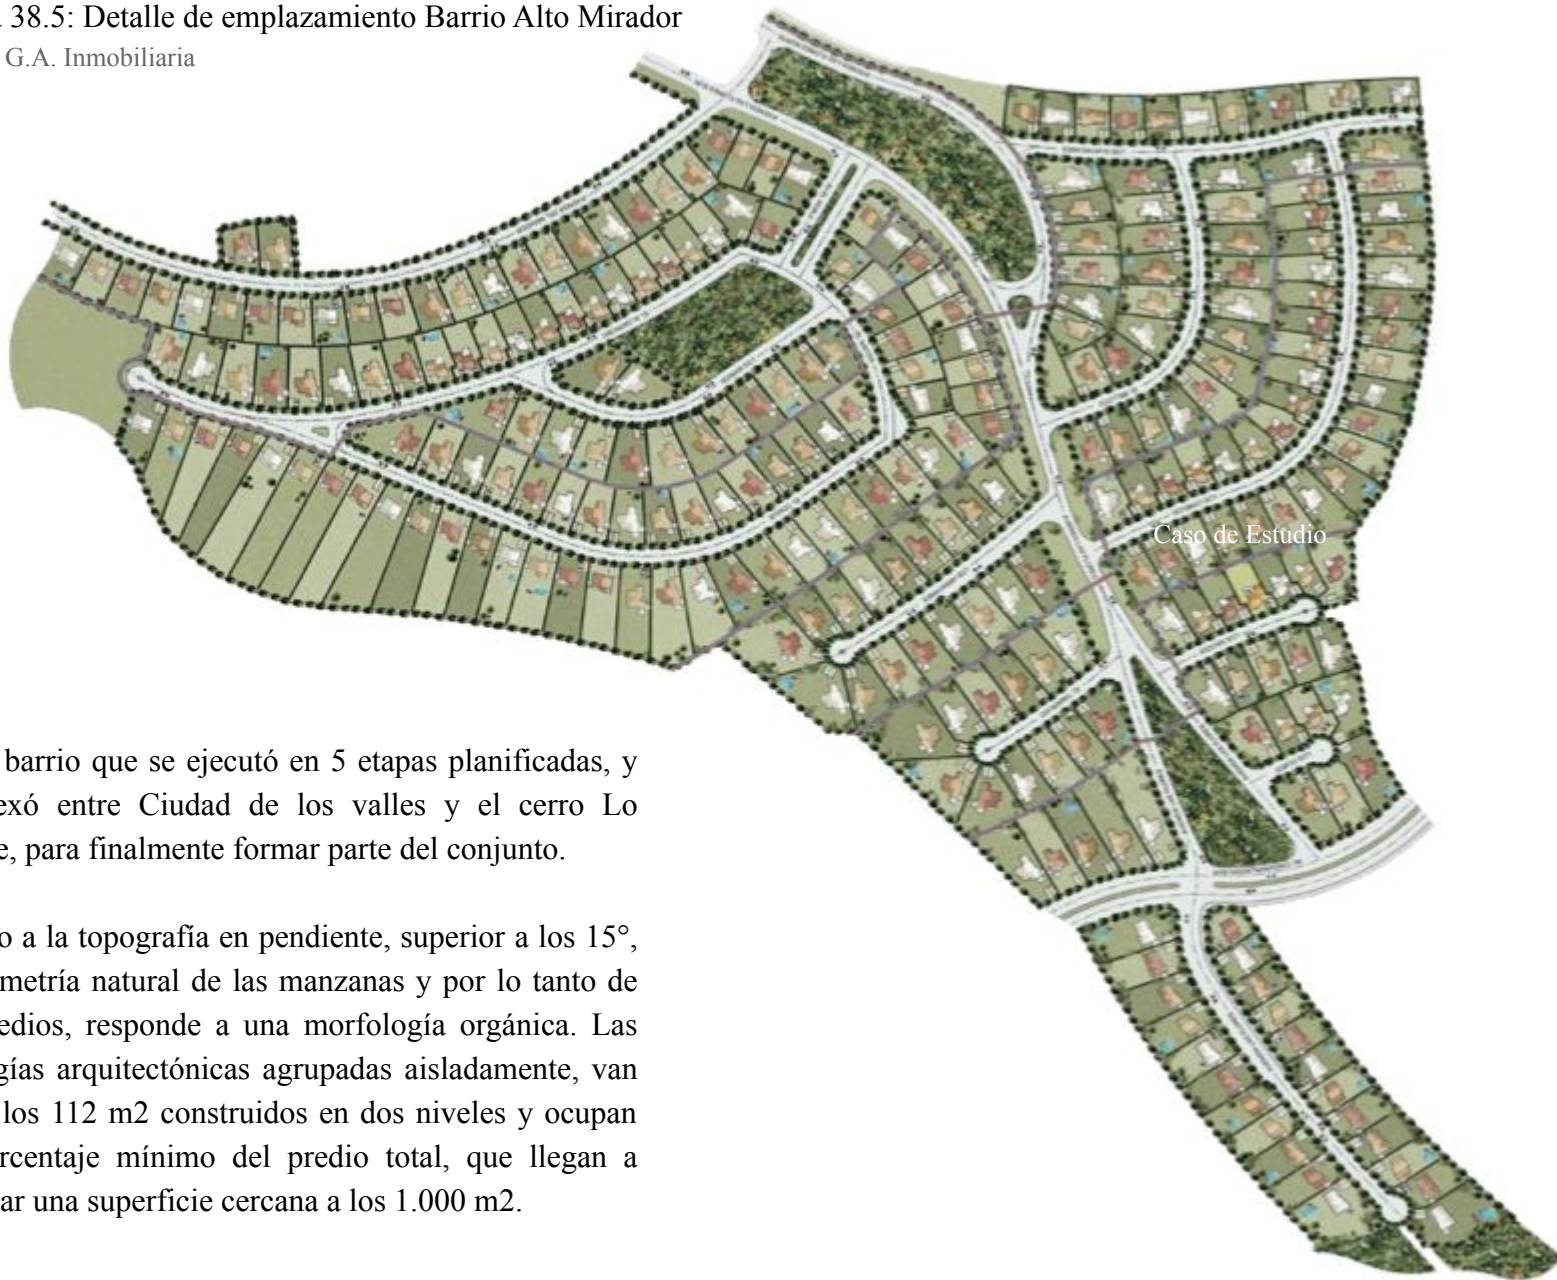 38.5: Detalle de emplazamiento Barrio Alto Mirador
G.A. Inmobiliaria
Caso de Estudio
barrio que se ejecutó en 5 etapas planificadas, y
exó entre Ciudad de los valles y el cerro Lo
e, para finalmente formar parte del conjunto.
o a la topografía en pendiente, superior a los 15°,
metría natural de las manzanas y por lo tanto de
edios, responde a una morfología orgánica. Las
gías arquitectónicas agrupadas aisladamente, van
los 112 m2 construidos en dos niveles y ocupan
rcentaje mínimo del predio total, que llegan a
ar una superficie cercana a los 1.000 m2.